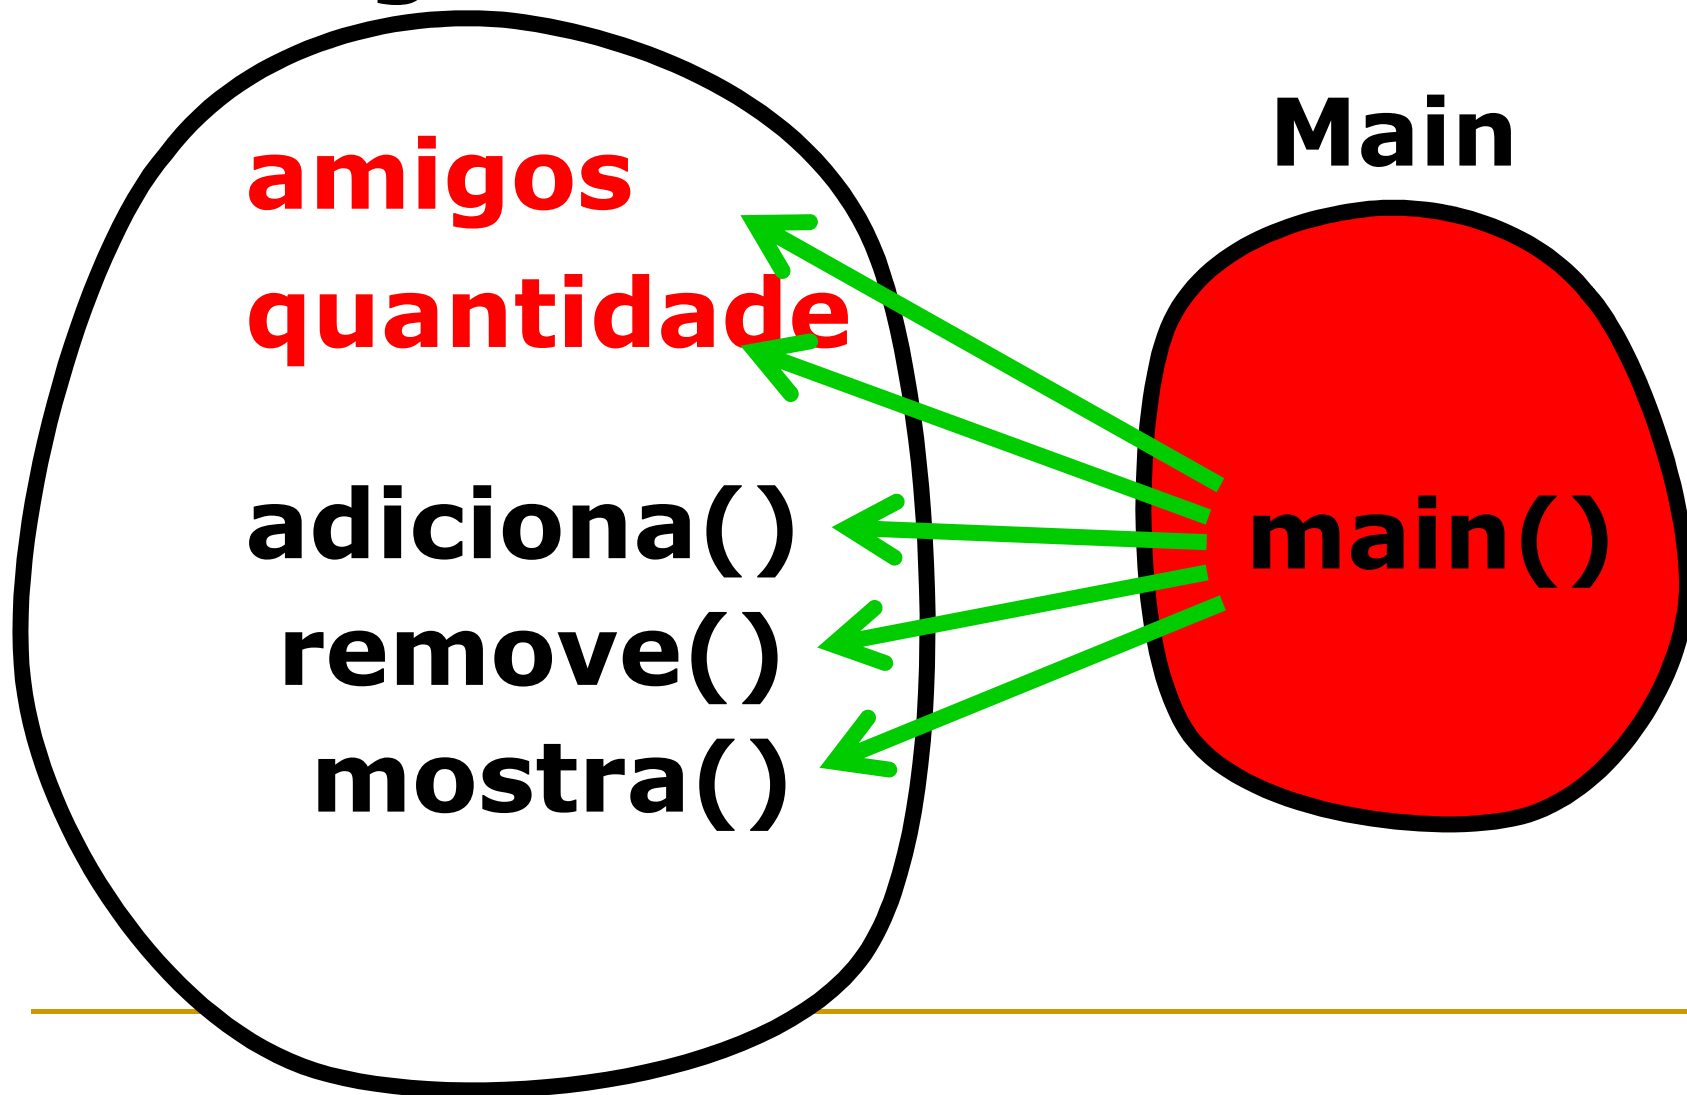 amigos
quantidade
adiciona()
remove()
mostra()
Main
main()